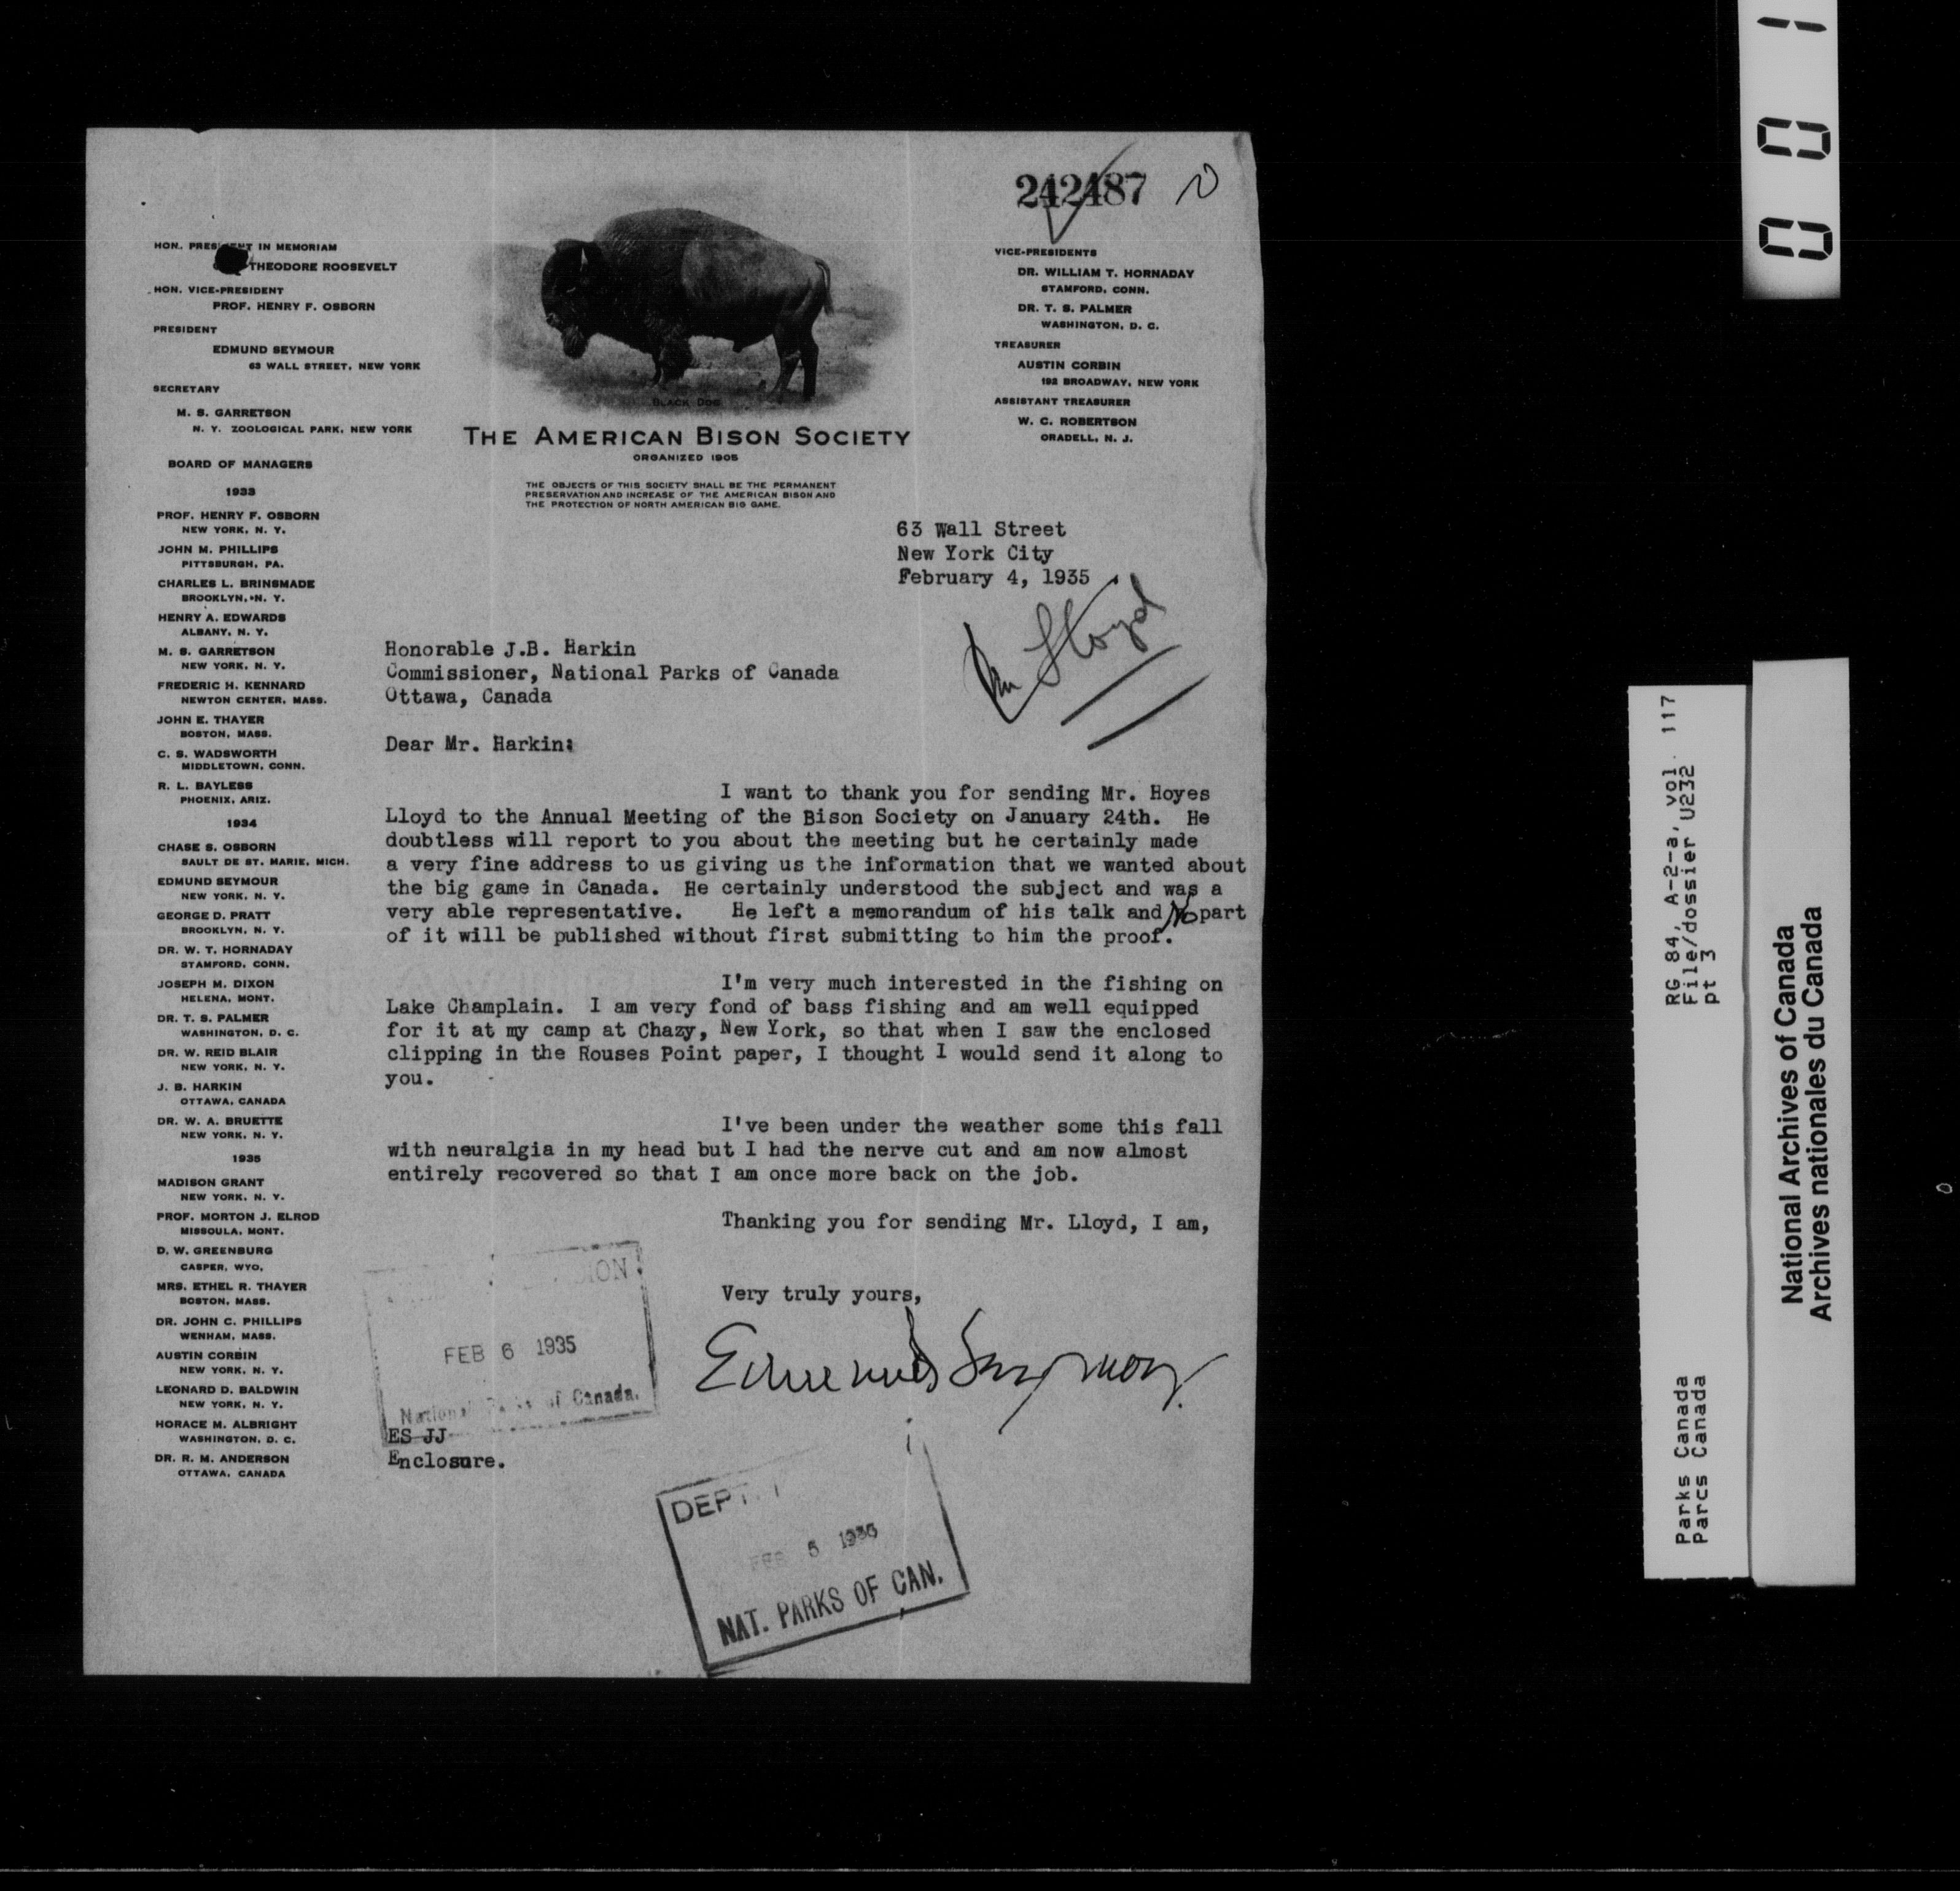 242487
HON. PRESIDENT IN MEMORIAM
THEODORE ROOSEVELT
HON. VICE-PRESIDENT
PROF. HENRY F. OSBORN
PRESIDENT
EDMUND SEYMOUR
63 WALL STREET, NEW YORK
SECRETARY
M. S. GARRETSON
N. Y. ZOOLOGICAL PARK, NEW YORK
BLACK DOG
THE AMERICAN BISON SOCIETY
ORGANIZED 1905
THE OBJECTS OF THIS SOCIETY SHALL BE THE PERMANENT
PRESERVATION AND INCREASE OF THE AMERICAN BISON AND
THE PROTECTION OF NORTH AMERICAN BIG GAME.
VICE-PRESIDENTS
DR. WILLIAM T. HORNADAY
STAMFORD, CONN.
DR. T. S. PALMER
WASHINGTON, D. C.
TREASURER
AUSTIN CORBIN
192 BROADWAY, NEW YORK
ASSISTANT TREASURER
W. C. ROBERTSON
ORADELL, N. J.
BOARD OF MANAGERS
1933
PROF. HENRY F. OSBORN
NEW YORK, N. Y.
JOHN M. PHILLIPS
PITTSBURGH, PA.
CHARLES L. BRINSMADE
BROOKLYN, N. Y.
HENRY A. EDWARDS
ALBANY, N. Y.
M. S. GARRETSON
NEW YORK, N. Y.
FREDERIC H. KENNARD
NEWTON CENTER, MASS.
JOHN E. THAYER
BOSTON, MASS.
C. S. WADSWORTH
MIDDLETOWN, CONN.
R. L. BAYLESS
PHOENIX, ARIZ.
1934
CHASE S. OSBORN
SAULT DE ST. MARIE, MICH.
EDMUND SEYMOUR
NEW YORK, N. Y.
GEORGE D. PRATT
BROOKLYN, N. Y.
DR. W. T. HORNADAY
STAMFORD, CONN.
JOSEPH M. DIXON
HELENA, MONT.
DR. T. S. PALMER
WASHINGTON, D. C.
DR. W. REID BLAIR
NEW YORK, N. Y.
J. B. HARKIN
OTTAWA, CANADA
DR. W. A. BRUETTE
NEW YORK, N. Y.
1935
MADISON GRANT
NEW YORK, N. Y.
PROF. MORTON J. ELROD
MISSOULA, MONT.
D. W. GREENBURG
CASPER, WYO.
MRS. ETHEL R. THAYER
BOSTON, MASS.
DR. JOHN C. PHILLIPS
WENHAM, MASS.
AUSTIN CORBIN
NEW YORK, N. Y.
LEONARD D. BALDWIN
NEW YORK, N. Y.
HORACE M. ALBRIGHT
WASHINGTON, D. C.
DR. R. M. ANDERSON
OTTAWA, CANADA
63 Wall Street
New York City
February 4, 1935
Mr Lloyd
Honorable J.B. Harkin
Commissioner, National Parks of Canada
Ottawa, Canada
Dear Mr. Harkin:
I want to thank you for sending Mr. Hoyes
Lloyd to the Annual Meeting of the Bison Society on January 24th. He
doubtless will report to you about the meeting but he certainly made
a very fine address to us giving us the information that we wanted about
the big game in Canada. He certainly understood the subject and was a
very able representative. He left a memorandum of his talk and No part
of it will be published without first submitting to him the proof.
I'm very much interested in the fishing on
Lake Champlain. I am very fond of bass fishing and am well equipped
for it at my camp at Chazy, New York, so that when I saw the enclosed
clipping in the Rouses Point paper, I thought I would send it along to
you.
I've been under the weather some this fall
with neuralgia in my head but I had the nerve cut and am now almost
entirely recovered so that I am once more back on the job.
Thanking you for sending Mr. Lloyd, I am,
Very truly yours,
Edmund Seymour
FEB 6 1935
National Parks of Canada.
ES JJ
Enclosure.
DEPT.
FEB 5 1935
NAT. PARKS OF CAN.
001
RG 84, A-2-a, vol. 117
File/dossier U232
pt 3
Parks Canada
Parcs Canada
National Archives of Canada
Archives nationales du Canada